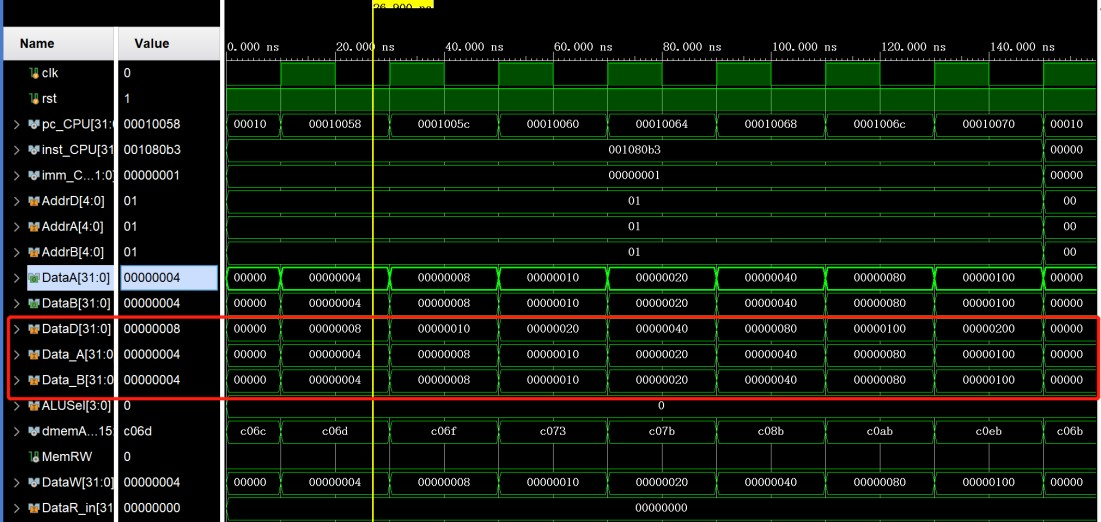 26.900 ns
Name Value
0.000 ns 20.000 ns 40.000 ns 60.000 ns 80.000 ns 100.000 ns 120.000 ns 140.000 ns
clk 0
rst 1
pc_CPU[31: 00010058 00010 00010058 0001005c 00010060 00010064 00010068 0001006c 00010070 00010
inst_CPU[31 001080b3 001080b3 00000
imm_C...1:0] 00000001 00000001 00000
AddrD[4:0] 01 01 00
AddrA[4:0] 01 01 00
AddrB[4:0] 01 01 00
DataA[31:0] 00000004 00000 00000004 00000008 00000010 00000020 00000040 00000080 00000100 00000
DataB[31:0] 00000004 00000 00000004 00000008 00000010 00000020 00000040 00000080 00000100 00000
DataD[31:0] 00000008 00000 00000008 00000010 00000020 00000040 00000080 00000100 00000200 00000
Data_A[31:0 00000004 00000 00000004 00000008 00000010 00000020 00000040 00000080 00000100 00000
Data_B[31:0 00000004 00000 00000004 00000008 00000010 00000020 00000040 00000080 00000100 00000
ALUSel[3:0] 0 0
dmemA...15: c06d c06c c06d c06f c073 c07b c08b c0ab c0eb c06b
MemRW 0
DataW[31:0] 00000004 00000 00000004 00000008 00000010 00000020 00000040 00000080 00000100 00000
DataR_in[31 00000000 00000000